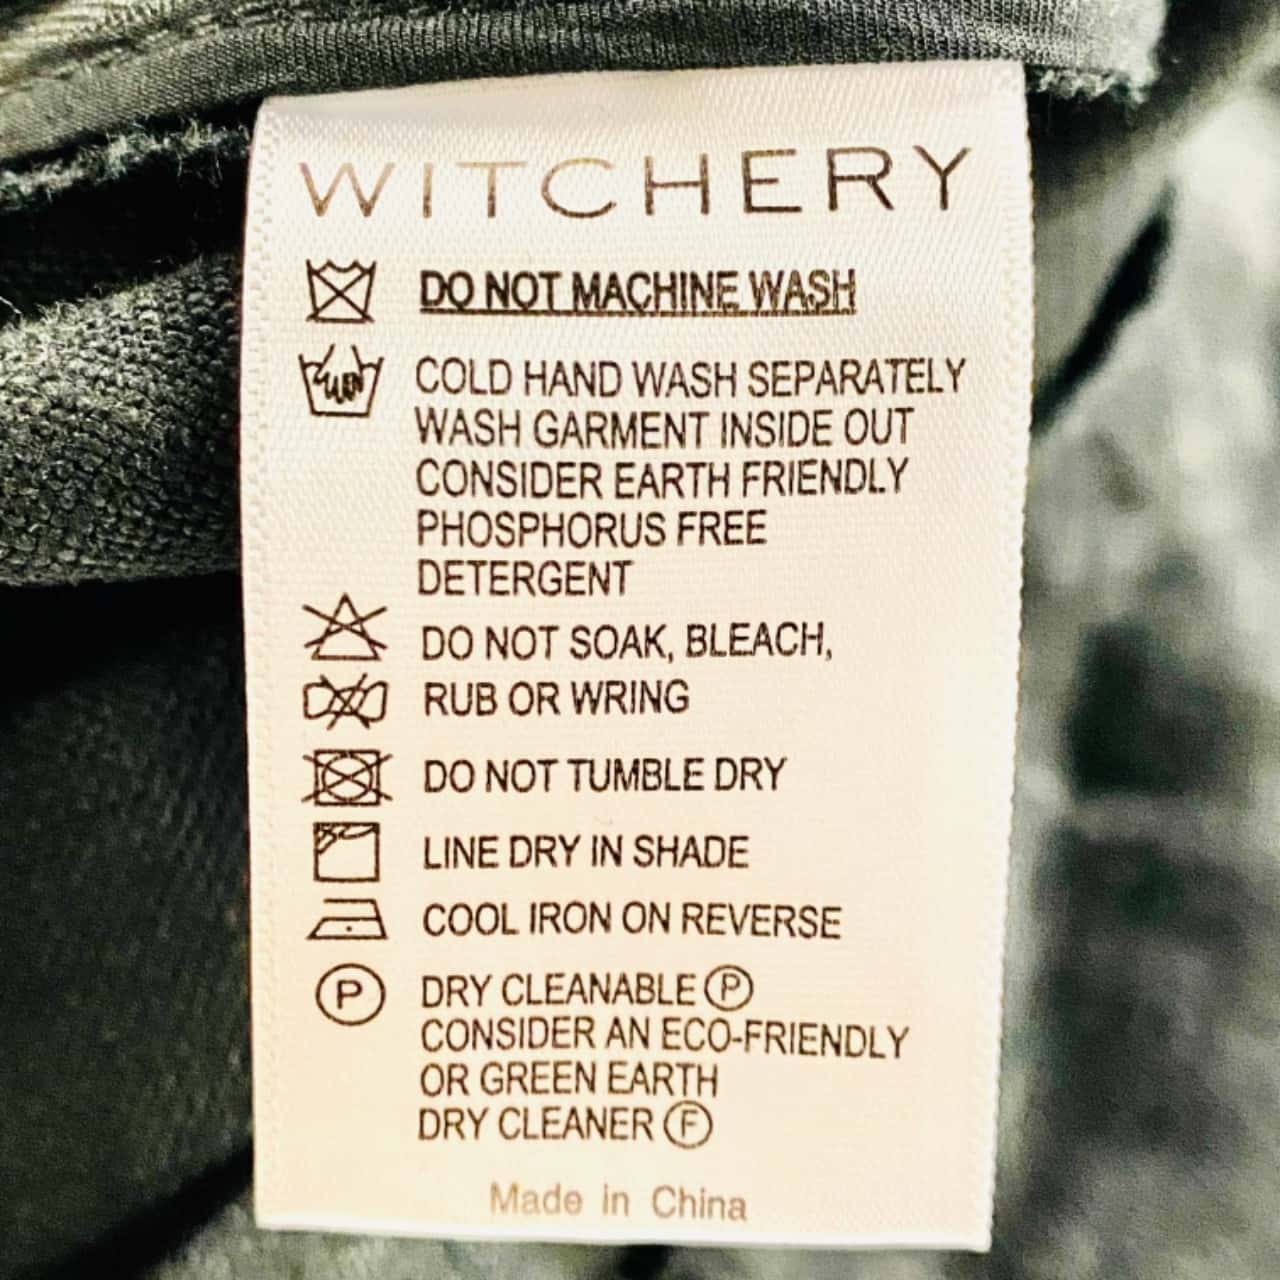 WITCHERY
DO NOT MACHINE WASH
COLD HAND WASH SEPARATELY
WASH GARMENT INSIDE OUT
CONSIDER EARTH FRIENDLY
PHOSPHORUS FREE
DETERGENT
DO NOT SOAK, BLEACH,
RUB OR WRING
DO NOT TUMBLE DRY
LINE DRY IN SHADE
COOL IRON ON REVERSE
P DRY CLEANABLE Ⓟ
CONSIDER AN ECO-FRIENDLY
OR GREEN EARTH
DRY CLEANER Ⓕ
Made in China